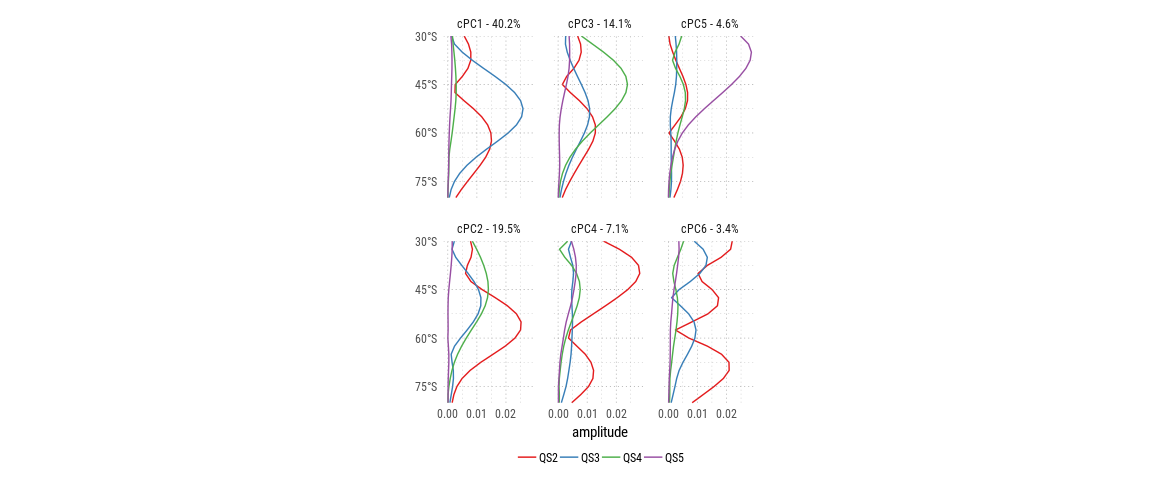 cPC1 - 40.2% cPC3 - 14.1% cPC5 - 4.6%
30°S
45°S
60°S
75°S
cPC2 - 19.5% cPC4 - 7.1% cPC6 - 3.4%
30°S
45°S
60°S
75°S
0.00 0.01 0.02 0.00 0.01 0.02 0.00 0.01 0.02
amplitude
QS2 QS3 QS4 QS5